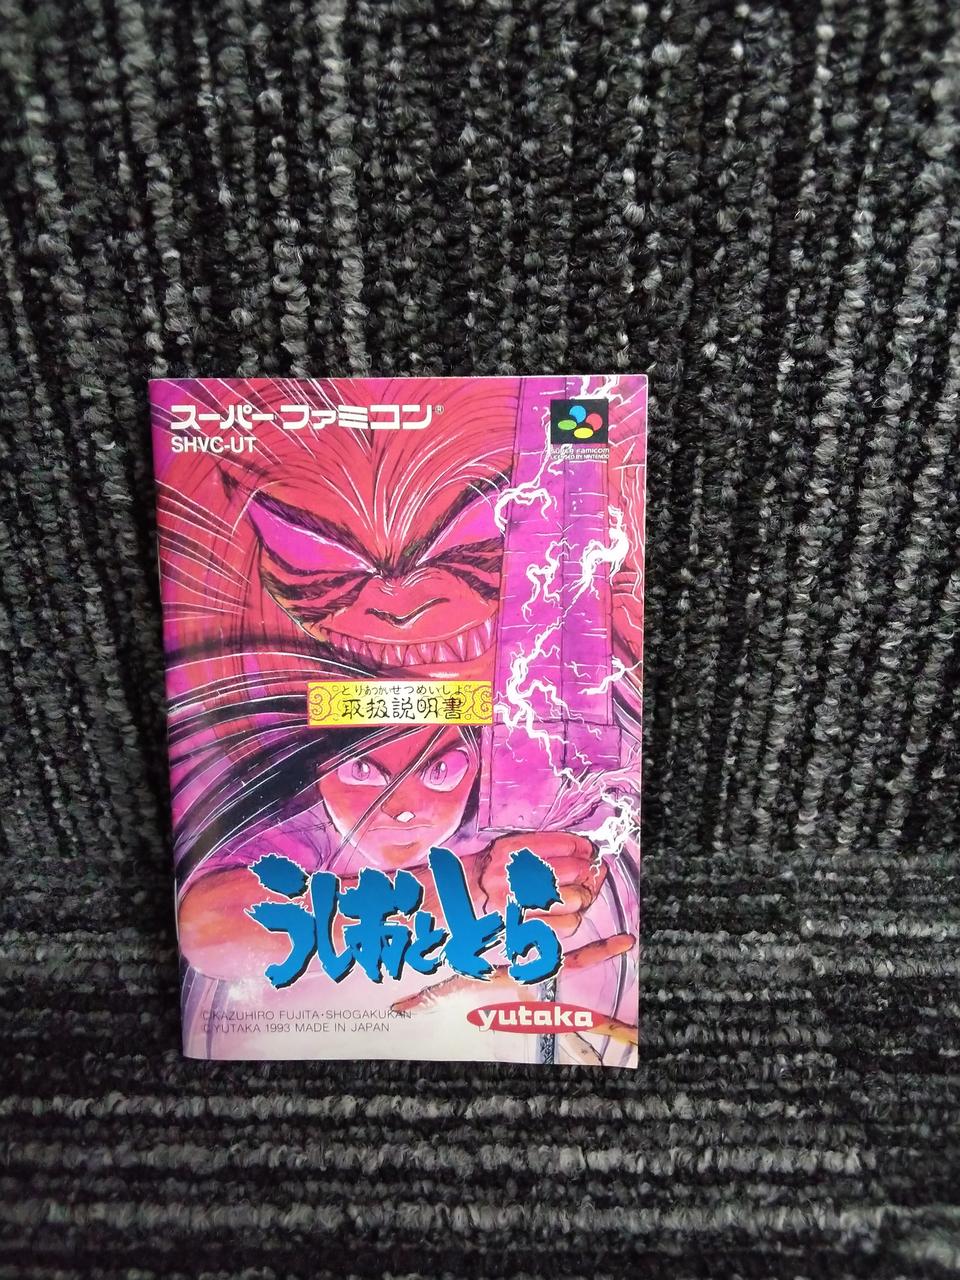 スーパーファミコン®
SHVC-UT
SUPER FAMICOM
LICENSED BY NINTENDO
とりあつかいせつめいしょ
取扱説明書
うしおととら
©KAZUHIRO FUJITA・SHOGAKUKAN
©YUTAKA 1993 MADE IN JAPAN
yutaka